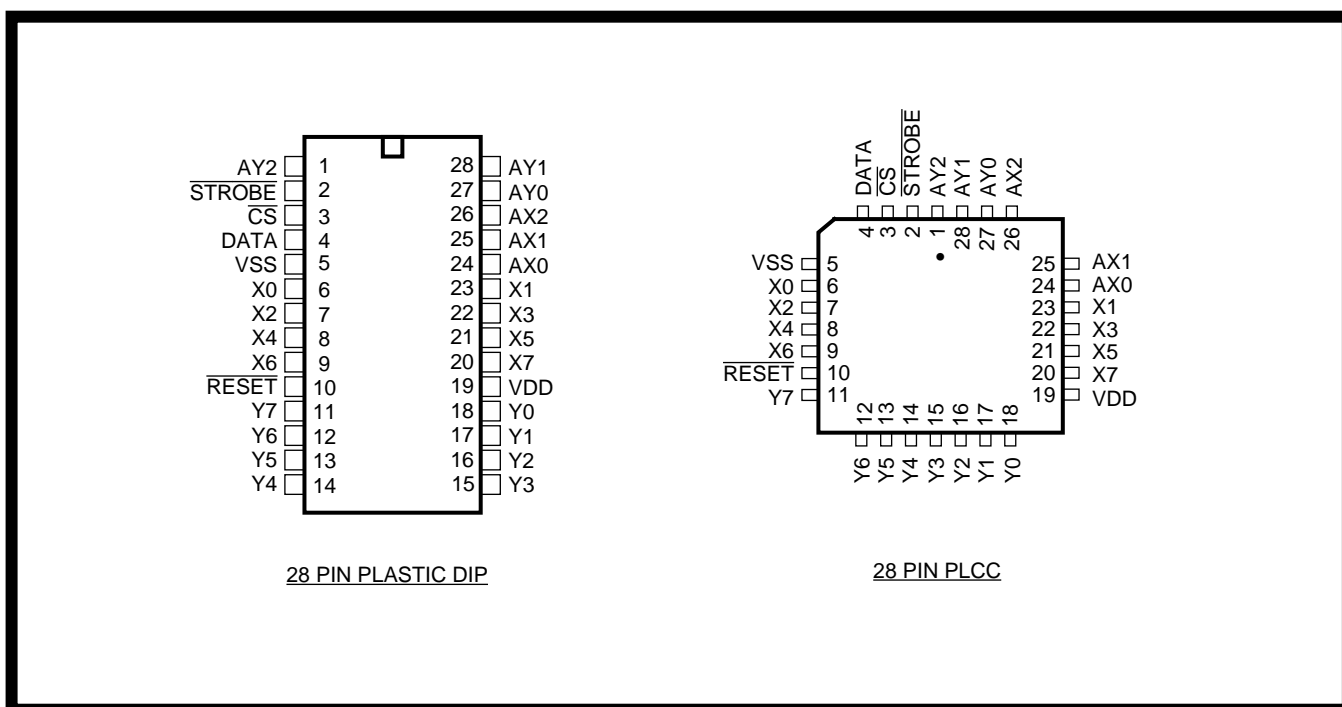 AY2 1 28 AY1
STROBE 2 27 AY0
CS 3 26 AX2
DATA 4 25 AX1
VSS 5 24 AX0
X0 6 23 X1
X2 7 22 X3
X4 8 21 X5
X6 9 20 X7
RESET 10 19 VDD
Y7 11 18 Y0
Y6 12 17 Y1
Y5 13 16 Y2
Y4 14 15 Y3
28 PIN PLASTIC DIP
DATA CS STROBE AY2 AY1 AY0 AX2
4 3 2 1 28 27 26
VSS 5 25 AX1
X0 6 24 AX0
X2 7 23 X1
X4 8 22 X3
X6 9 21 X5
RESET 10 20 X7
Y7 11 19 VDD
12 13 14 15 16 17 18
Y6 Y5 Y4 Y3 Y2 Y1 Y0
28 PIN PLCC